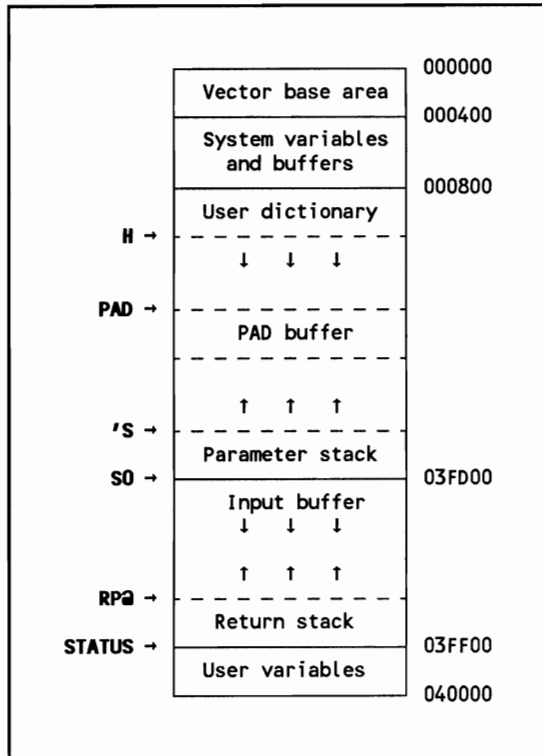 000000
Vector base area
000400
System variables
and buffers
000800
User dictionary
H →
↓ ↓ ↓
PAD →
PAD buffer
↑ ↑ ↑
'S →
Parameter stack
S0 → 03FD00
Input buffer
↓ ↓ ↓
↑ ↑ ↑
RP@ →
Return stack
STATUS → 03FF00
User variables
040000